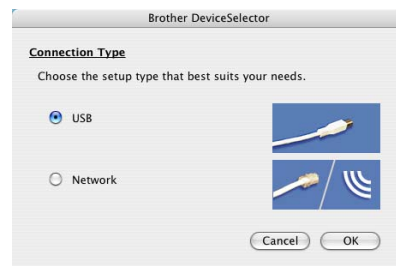 Brother DeviceSelector
Connection Type
Choose the setup type that best suits your needs.
USB
Network
Cancel OK